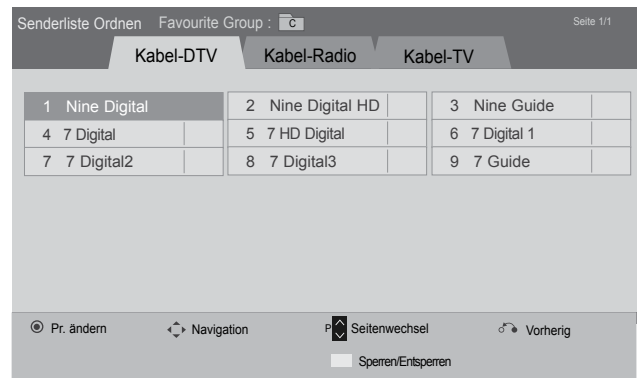 Senderliste Ordnen Favourite Group : C Seite 1/1
Kabel-DTV Kabel-Radio Kabel-TV
1 Nine Digital 2 Nine Digital HD 3 Nine Guide
4 7 Digital 5 7 HD Digital 6 7 Digital 1
7 7 Digital2 8 7 Digital3 9 7 Guide
Pr. ändern Navigation P Seitenwechsel Vorherig
Sperren/Entsperren